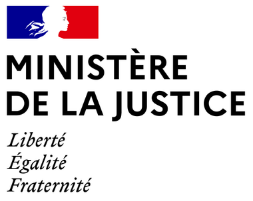 MINISTÈRE
DE LA JUSTICE
Liberté
Égalité
Fraternité